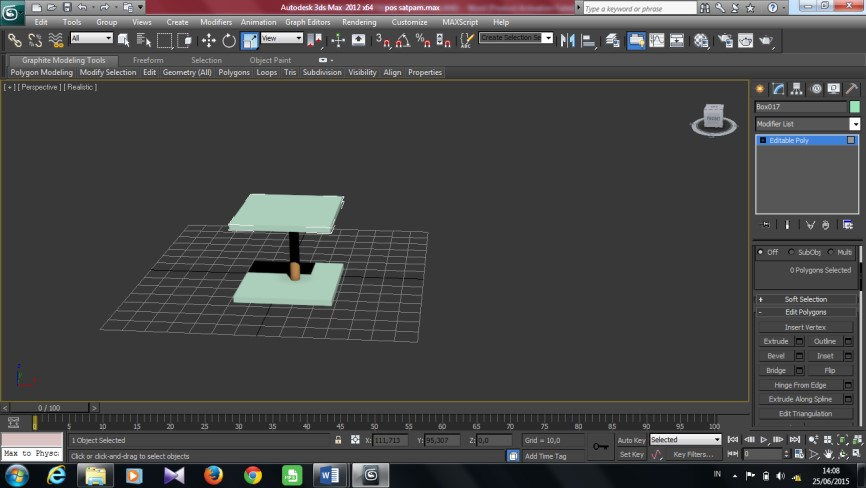 Autodesk 3ds Max 2012 x64 pos satpam.max
Type a keyword or phrase
Edit Tools Group Views Create Modifiers Animation Graph Editors Rendering Customize MAXScript Help
All View Create Selection Se
Graphite Modeling Tools Freeform Selection Object Paint
Polygon Modeling Modify Selection Edit Geometry (All) Polygons Loops Tris Subdivision Visibility Align Properties
[ + ] [ Perspective ] [ Realistic ]
Box017
Modifier List
Editable Poly
Off SubObj Multi
0 Polygons Selected
+ Soft Selection
- Edit Polygons
Insert Vertex
Extrude Outline
Bevel Inset
Bridge Flip
Hinge From Edge
Extrude Along Spline
Edit Triangulation
< 0 / 100 >
0 5 10 15 20 25 30 35 40 45 50 55 60 65 70 75 80 85 90 95 100
1 Object Selected X: 111,713 Y: 95,307 Z: 0,0 Grid = 10,0 Auto Key Selected
Max to Physc Click or click-and-drag to select objects Add Time Tag Set Key Key Filters... 0
IN 14:08
25/06/2015